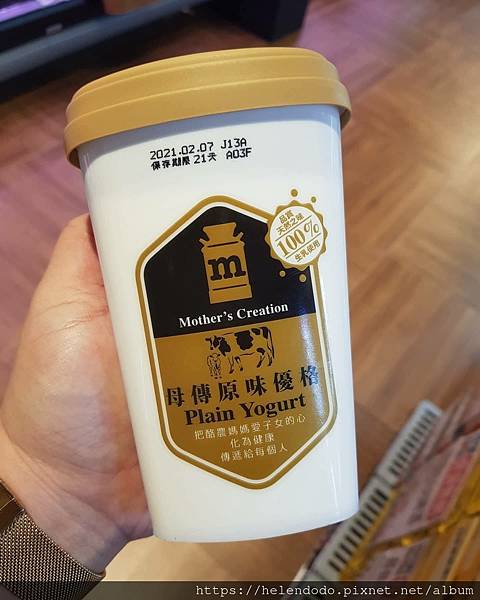 2021.02.07 J13A
保存期限 21天 A03F
品質
天然之味
100%
生乳使用
m
Mother's Creation
母傳原味優格
Plain Yogurt
把酪農媽媽愛子女的心
化為健康
傳遞給每個人
https://helendodo.pixnet.net/album